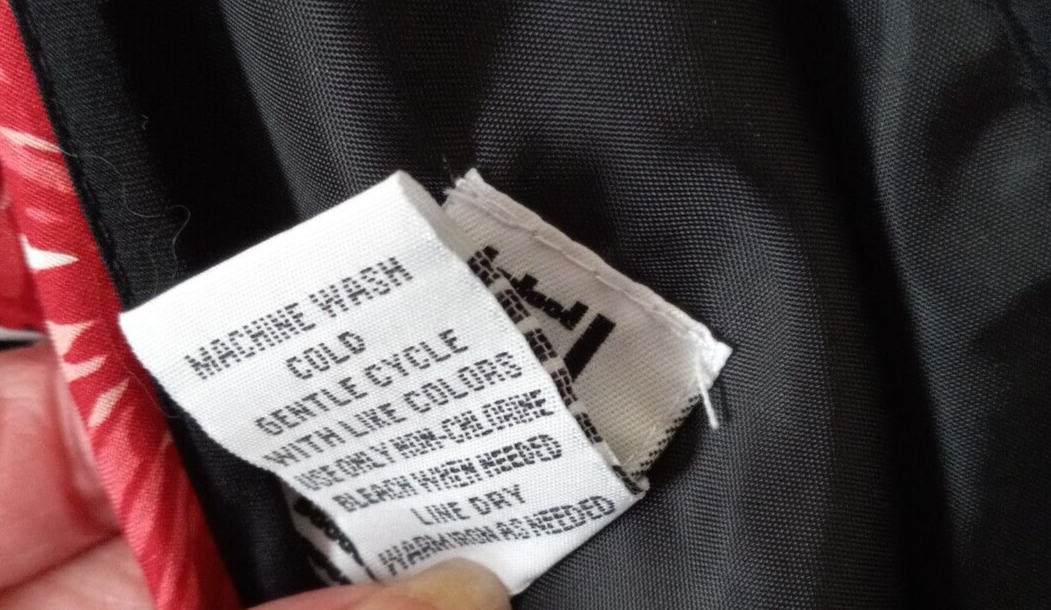 MACHINE WASH
COLD
GENTLE CYCLE
WITH LIKE COLORS
USE ONLY NON-CHLORINE
BLEACH WHEN NEEDED
LINE DRY
WARM IRON AS NEEDED